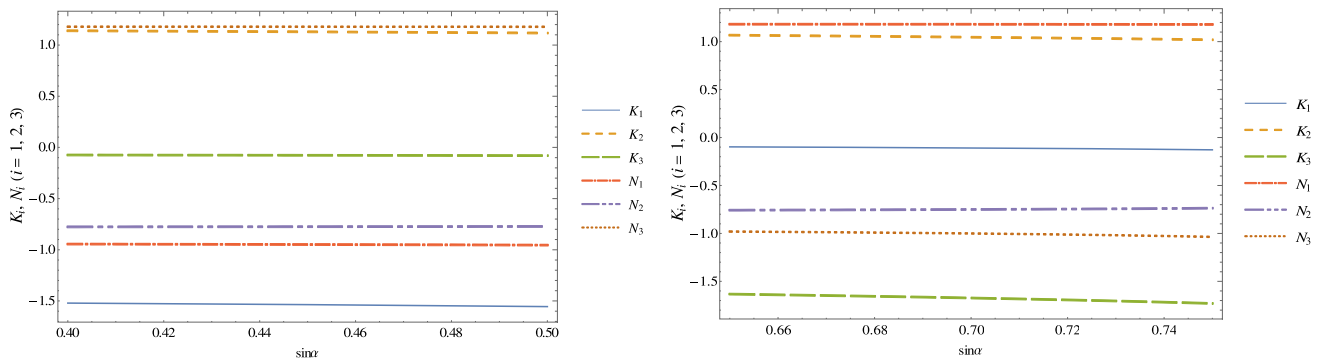 K_i, N_i (i = 1, 2, 3)
1.0
0.5
0.0
−0.5
−1.0
−1.5
0.40 0.42 0.44 0.46 0.48 0.50
sinα
K_1
K_2
K_3
N_1
N_2
N_3
K_i, N_i (i = 1, 2, 3)
1.0
0.5
0.0
−0.5
−1.0
−1.5
0.66 0.68 0.70 0.72 0.74
sinα
K_1
K_2
K_3
N_1
N_2
N_3